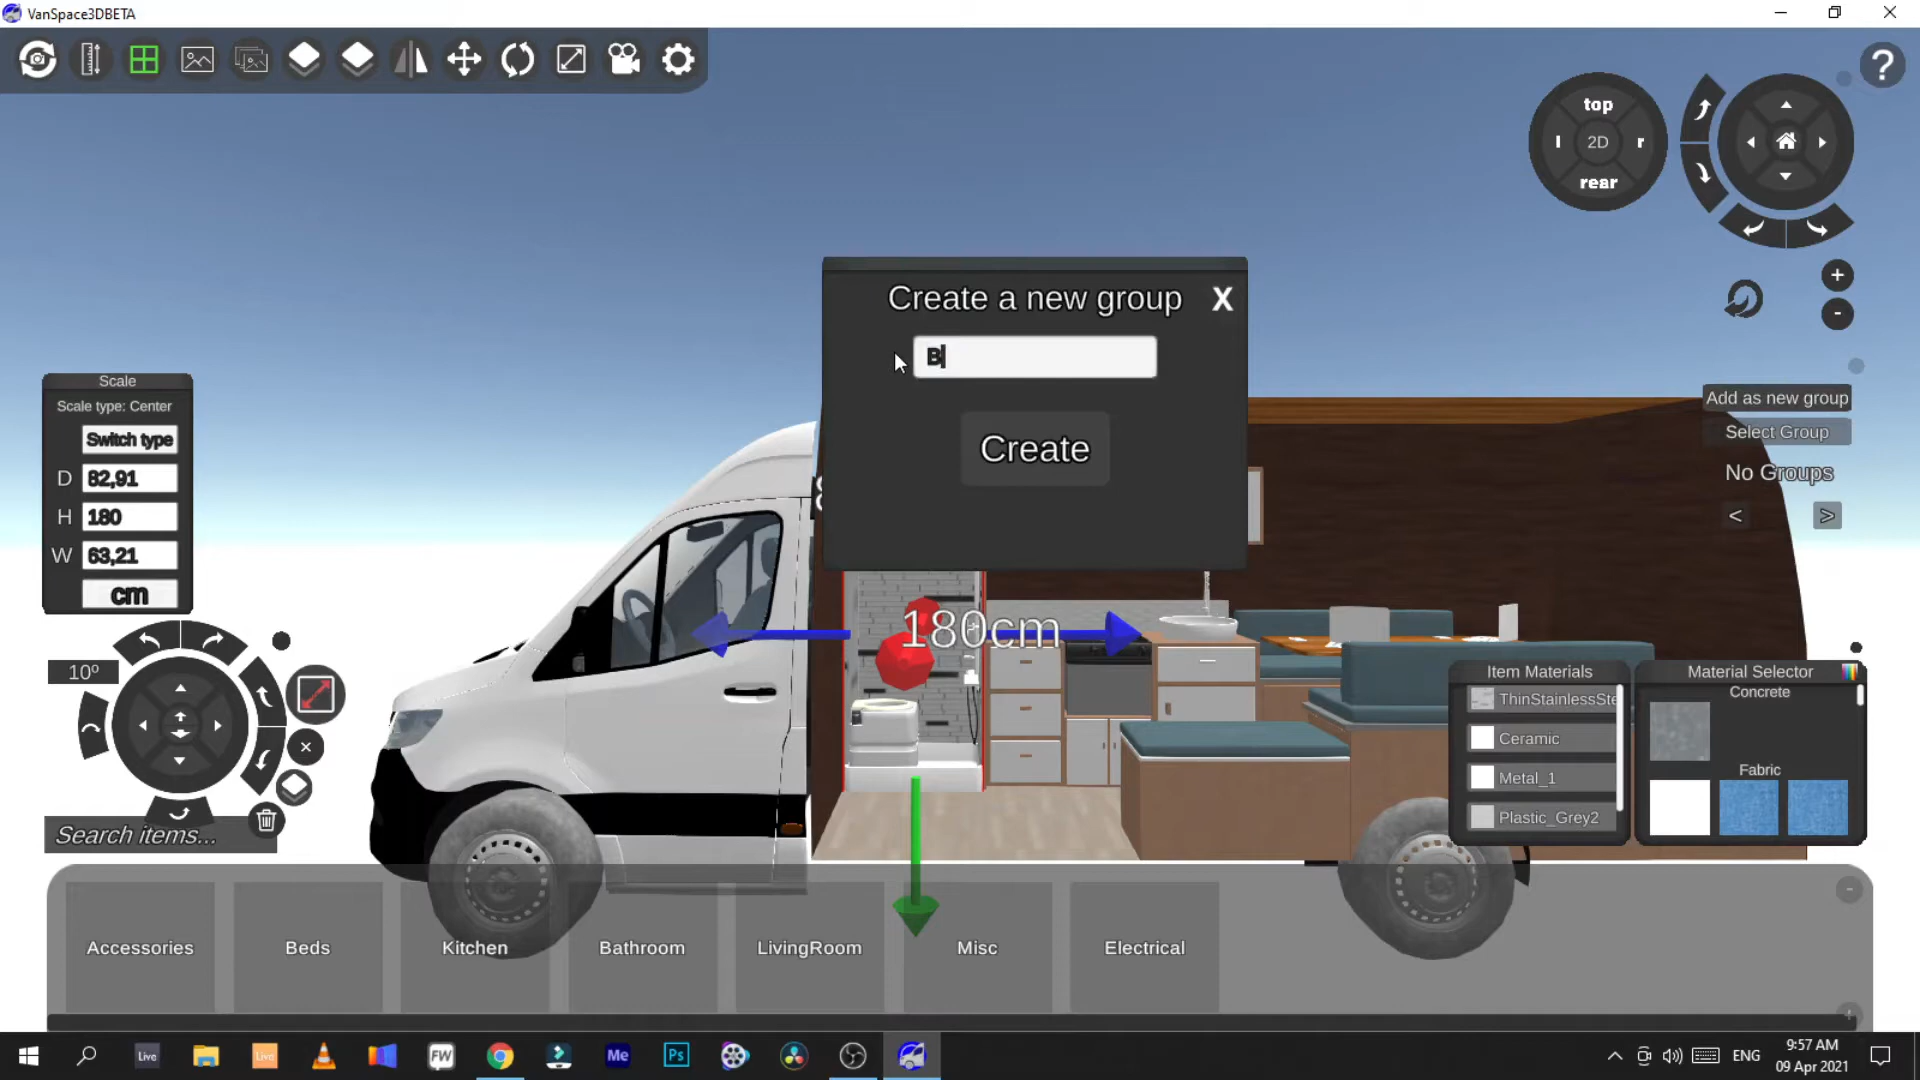 VanSpace3DBETA
?
top
l 2D r
rear
+
-
Create a new group X
B
Create
Scale
Scale type: Center
Switch type
D 82,91
H 180
W 63,21
cm
Add as new group
Select Group
No Groups
< >
180cm
10º
Search items...
Item Materials
ThinStainlessSte
Ceramic
Metal_1
Plastic_Grey2
Material Selector
Concrete
Fabric
Accessories
Beds
Kitchen
Bathroom
LivingRoom
Misc
Electrical
-
+
Live
Live
FW
Me
Ps
ENG
9:57 AM
09 Apr 2021